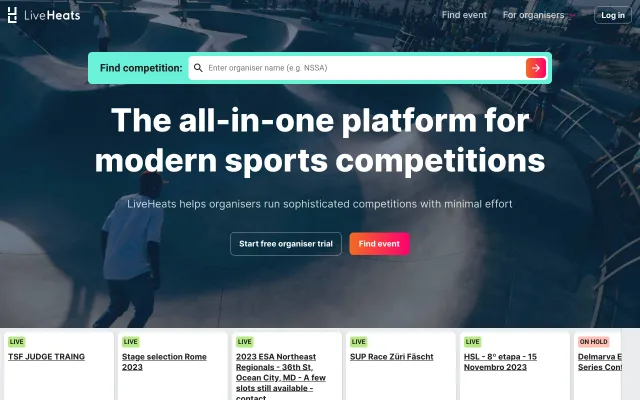 LiveHeats
Find event
For organisers
Log in
Find competition:
Enter organiser name (e.g. NSSA)
The all-in-one platform for
modern sports competitions
LiveHeats helps organisers run sophisticated competitions with minimal effort
Start free organiser trial
Find event
LIVE
TSF JUDGE TRAING
LIVE
Stage selection Rome
2023
LIVE
2023 ESA Northeast
Regionals - 36th St,
Ocean City, MD - A few
slots still available -
contact
LIVE
SUP Race Züri Fäscht
LIVE
HSL - 8º etapa - 15
Novembro 2023
ON HOLD
Delmarva E
Series Cont